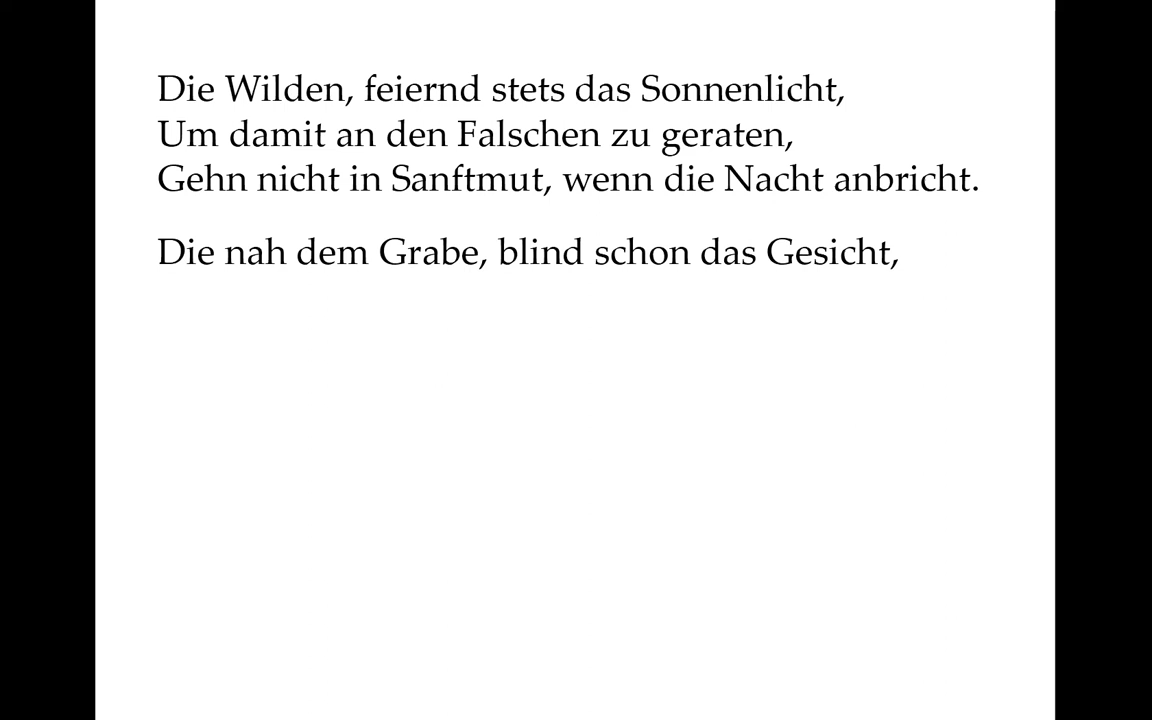 Die Wilden, feiernd stets das Sonnenlicht,
Um damit an den Falschen zu geraten,
Gehn nicht in Sanftmut, wenn die Nacht anbricht.
Die nah dem Grabe, blind schon das Gesicht,